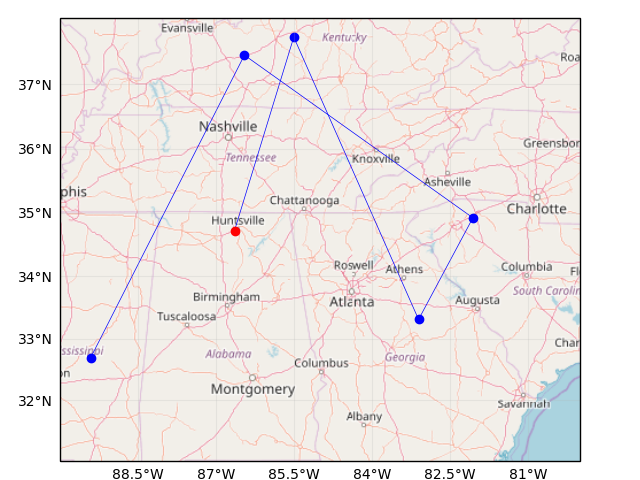 Evansville
Kentucky
Roa
37°N
Nashville
36°N
Greensbor
Tennessee
Knoxville
Asheville
phis
Chattanooga
35°N
Huntsville
Charlotte
Roswell
Athens
Columbia
Fl
34°N
South Carolin
Birmingham
Atlanta
Augusta
Tuscaloosa
33°N
Char
ssissippi
Alabama
Georgia
Columbus
on
Montgomery
32°N
Savannah
Albany
88.5°W 87°W 85.5°W 84°W 82.5°W 81°W